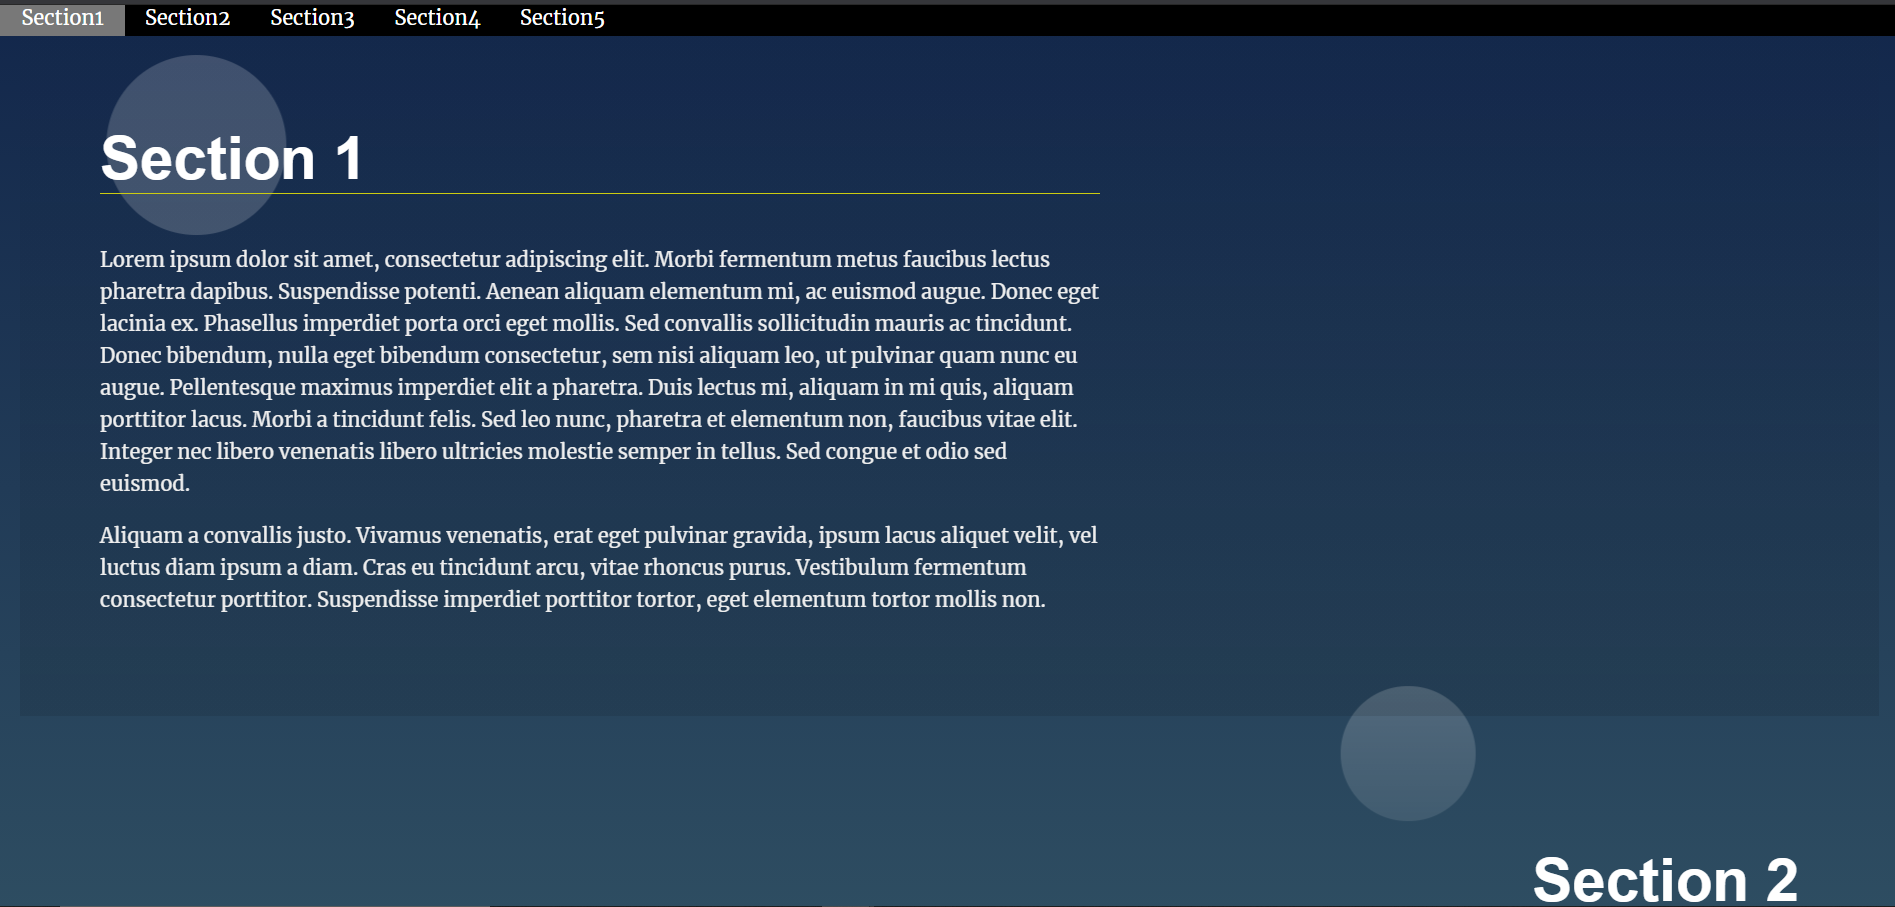 Section1 Section2 Section3 Section4 Section5
Section 1
Lorem ipsum dolor sit amet, consectetur adipiscing elit. Morbi fermentum metus faucibus lectus
pharetra dapibus. Suspendisse potenti. Aenean aliquam elementum mi, ac euismod augue. Donec eget
lacinia ex. Phasellus imperdiet porta orci eget mollis. Sed convallis sollicitudin mauris ac tincidunt.
Donec bibendum, nulla eget bibendum consectetur, sem nisi aliquam leo, ut pulvinar quam nunc eu
augue. Pellentesque maximus imperdiet elit a pharetra. Duis lectus mi, aliquam in mi quis, aliquam
porttitor lacus. Morbi a tincidunt felis. Sed leo nunc, pharetra et elementum non, faucibus vitae elit.
Integer nec libero venenatis libero ultricies molestie semper in tellus. Sed congue et odio sed
euismod.
Aliquam a convallis justo. Vivamus venenatis, erat eget pulvinar gravida, ipsum lacus aliquet velit, vel
luctus diam ipsum a diam. Cras eu tincidunt arcu, vitae rhoncus purus. Vestibulum fermentum
consectetur porttitor. Suspendisse imperdiet porttitor tortor, eget elementum tortor mollis non.
Section 2